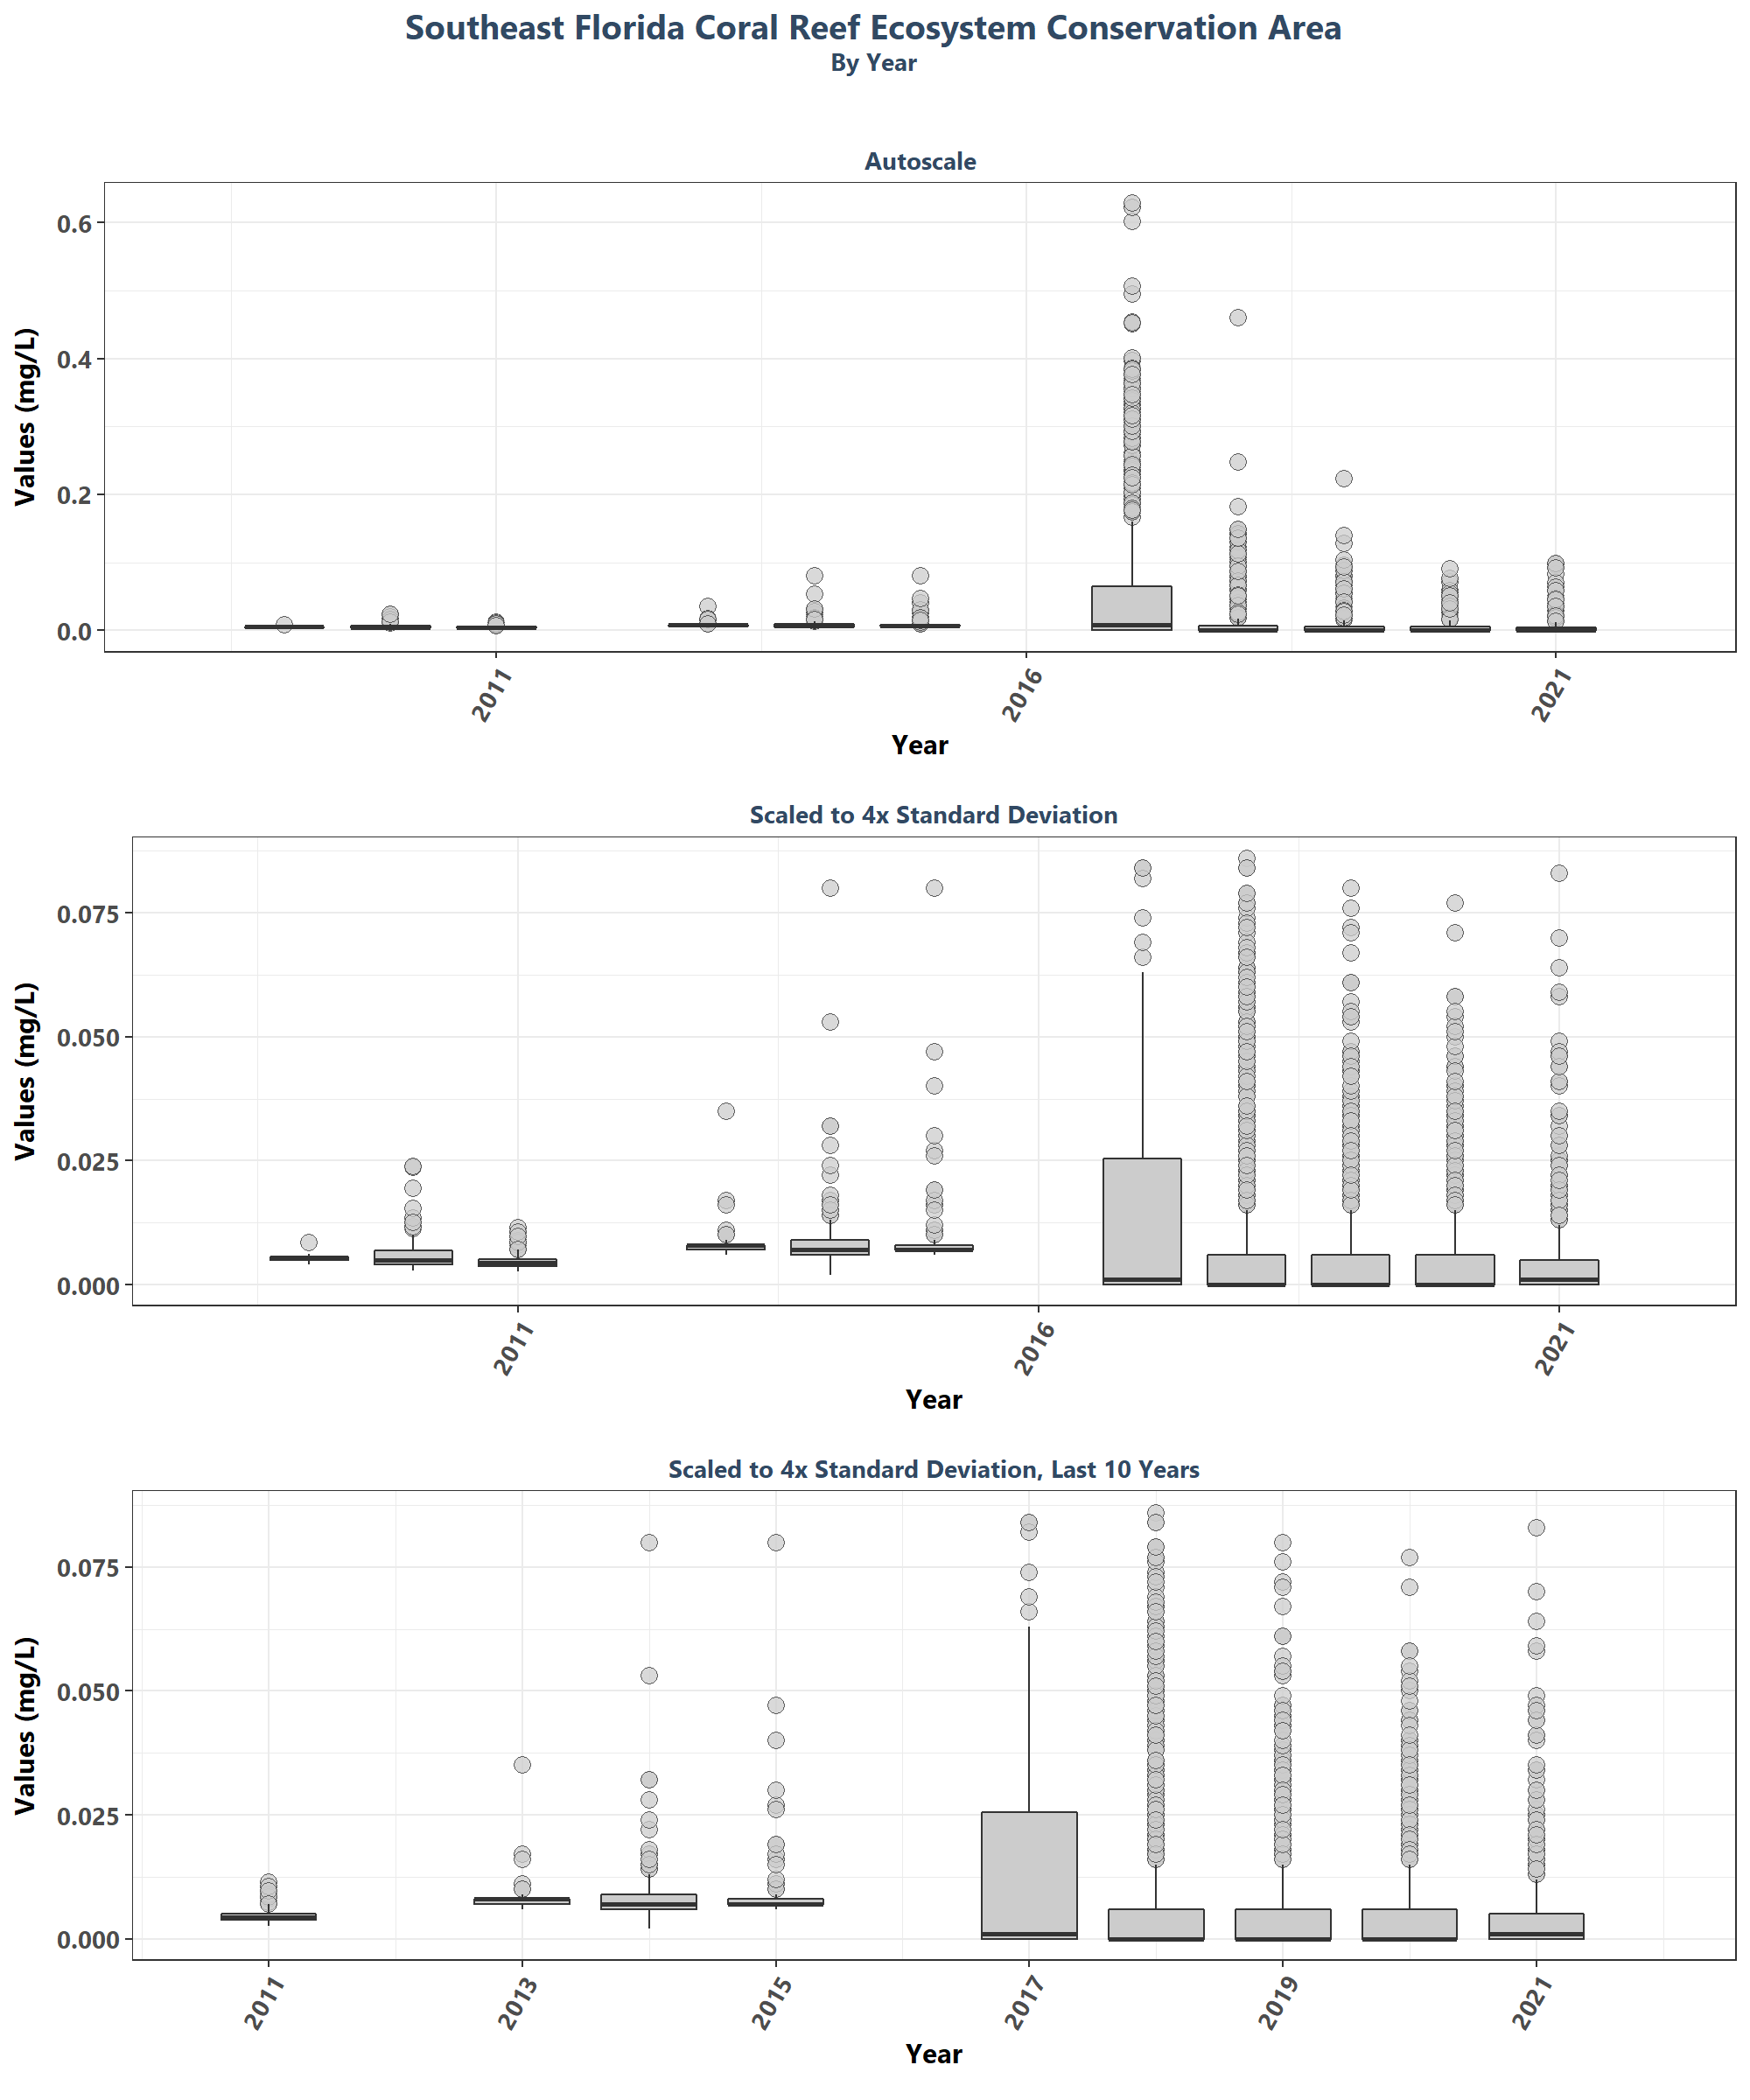 Southeast Florida Coral Reef Ecosystem Conservation Area
By Year
Autoscale
Values (mg/L)
0.6
0.4
0.2
0.0
2011
2016
2021
Year
Scaled to 4x Standard Deviation
Values (mg/L)
0.075
0.050
0.025
0.000
2011
2016
2021
Year
Scaled to 4x Standard Deviation, Last 10 Years
Values (mg/L)
0.075
0.050
0.025
0.000
2011
2013
2015
2017
2019
2021
Year